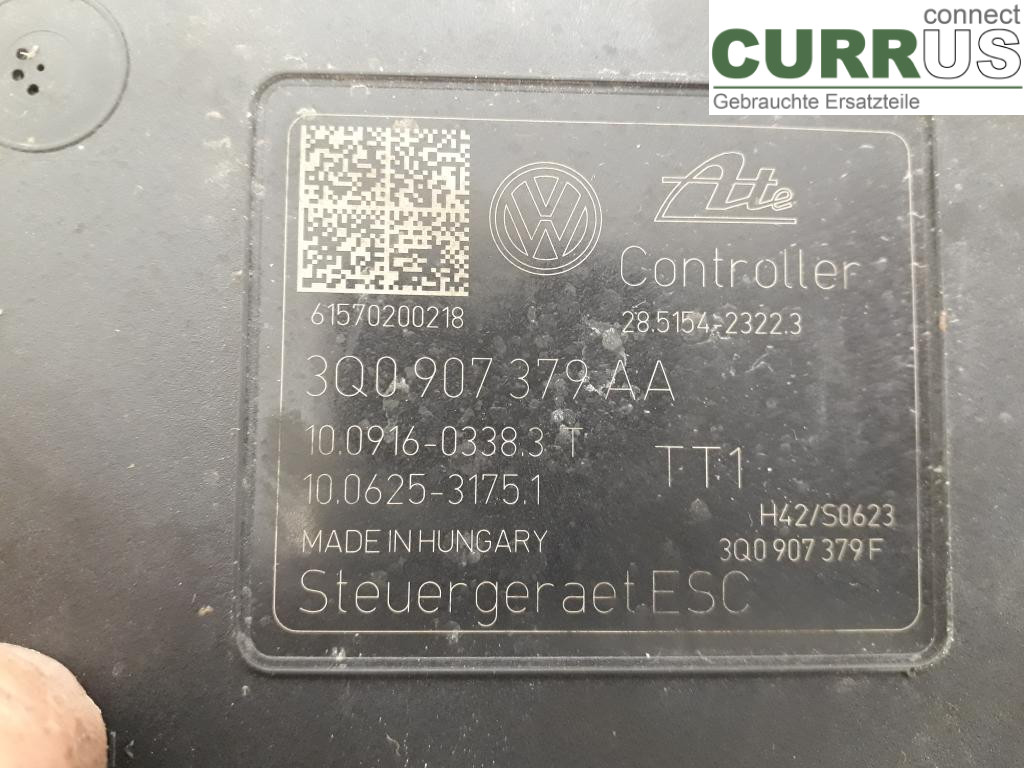 connect
CURRUS
Gebrauchte Ersatzteile
VW
Ate
Controller
61570200218
28.5154-2322.3
3Q0 907 379 AA
10.0916-0338.3 T
TT1
10.0625-3175.1
H42/S0623
MADE IN HUNGARY
3Q0 907 379 F
Steuergeraet ESC